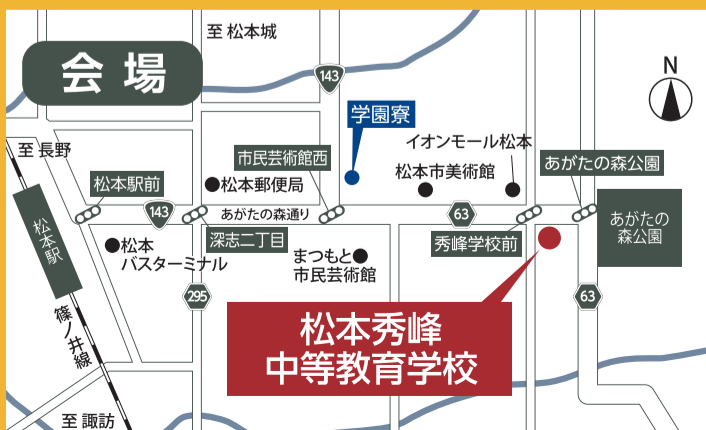 至 松本城
会場
143
N
学園寮
至 長野
市民芸術館西
イオンモール松本
松本駅前
松本郵便局
松本市美術館
あがたの森公園
143
あがたの森通り
63
松本駅
深志二丁目
秀峰学校前
あがたの
森公園
松本
バスターミナル
まつもと
市民芸術館
295
63
篠ノ井線
松本秀峰
中等教育学校
至 諏訪